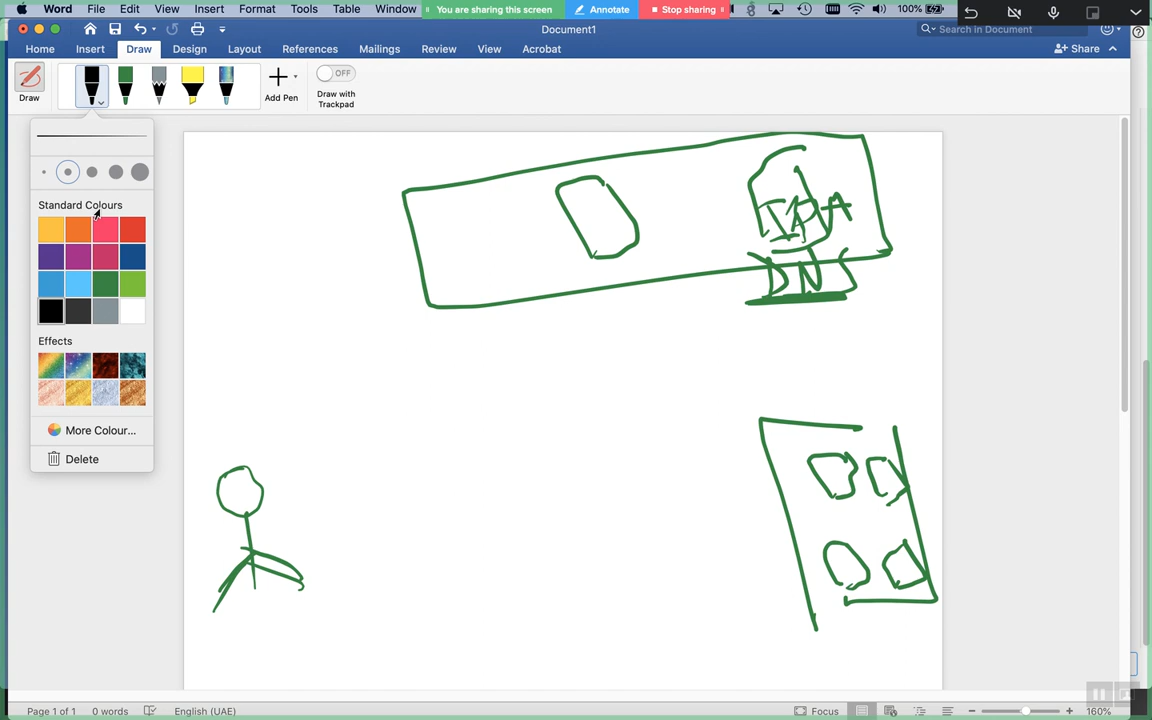 Word File Edit View Insert Format Tools Table Window You are sharing this screen Annotate Stop sharing 100%
Document1 Search in Document
Home Insert Draw Design Layout References Mailings Review View Acrobat Share
OFF
Draw Add Pen Draw with
Trackpad
Standard Colours
Effects
More Colour...
Delete
IPA
DNS
Page 1 of 1 0 words English (UAE) Focus 160%